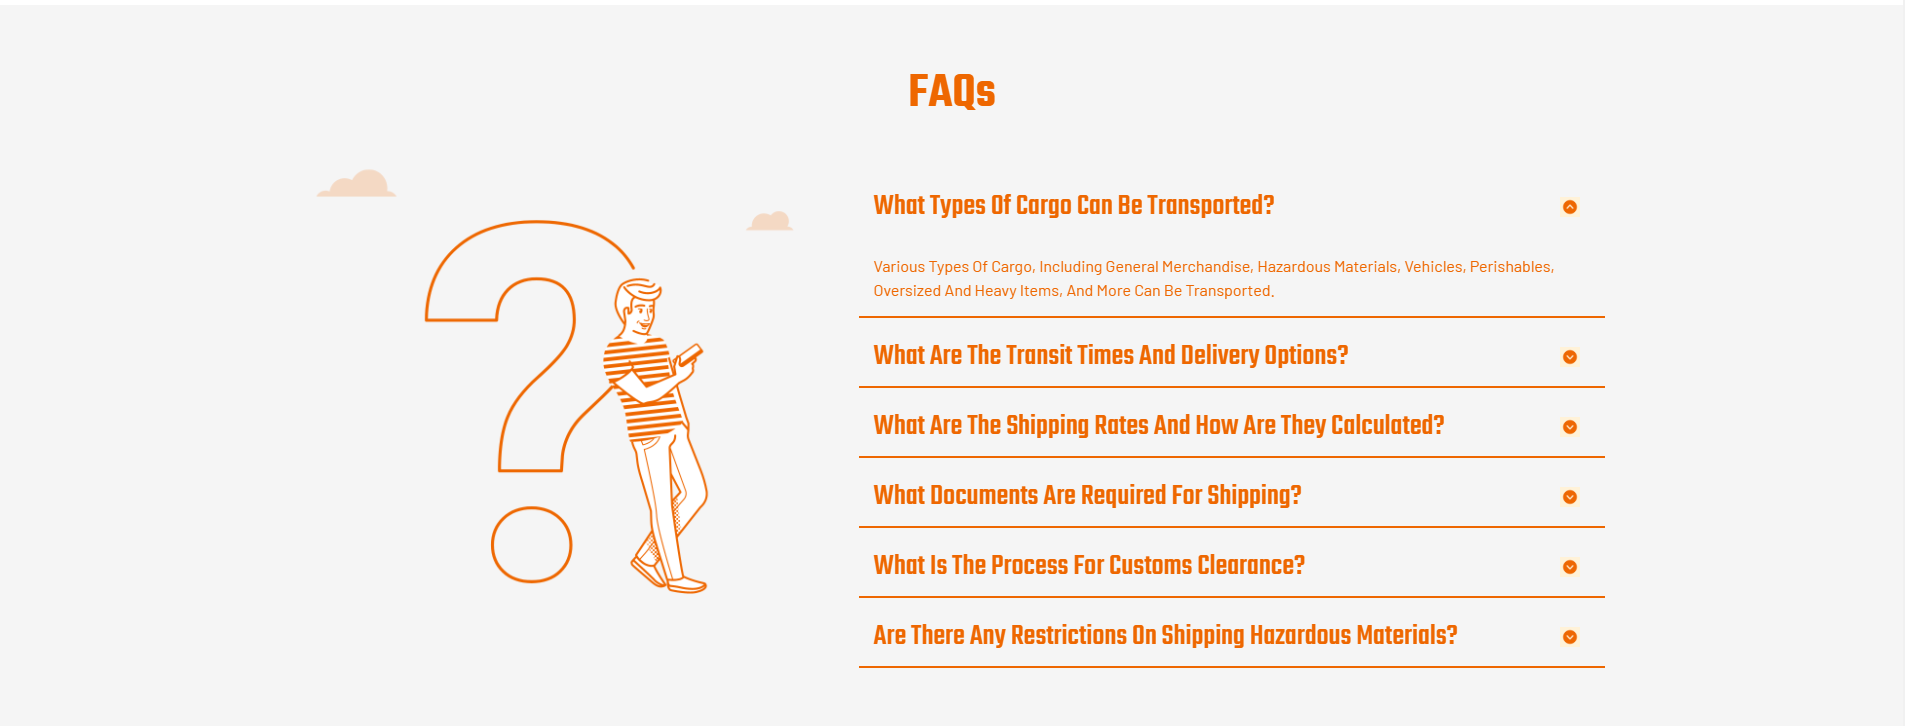 FAQs
What Types Of Cargo Can Be Transported?
Various Types Of Cargo, Including General Merchandise, Hazardous Materials, Vehicles, Perishables,
Oversized And Heavy Items, And More Can Be Transported.
What Are The Transit Times And Delivery Options?
What Are The Shipping Rates And How Are They Calculated?
What Documents Are Required For Shipping?
What Is The Process For Customs Clearance?
Are There Any Restrictions On Shipping Hazardous Materials?